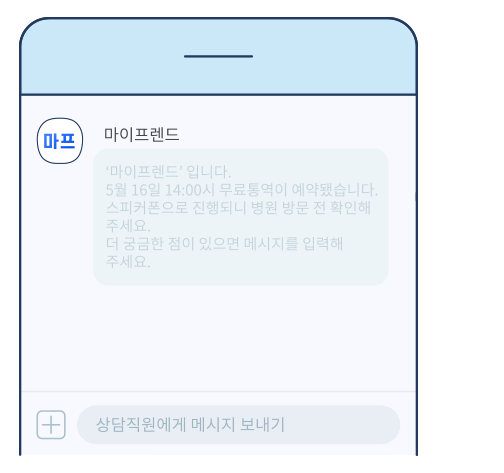 마프
마이프렌드
‘마이프렌드’ 입니다.
5월 16일 14:00시 무료통역이 예약됐습니다.
스피커폰으로 진행되니 병원 방문 전 확인해
주세요.
더 궁금한 점이 있으면 메시지를 입력해
주세요.
상담직원에게 메시지 보내기